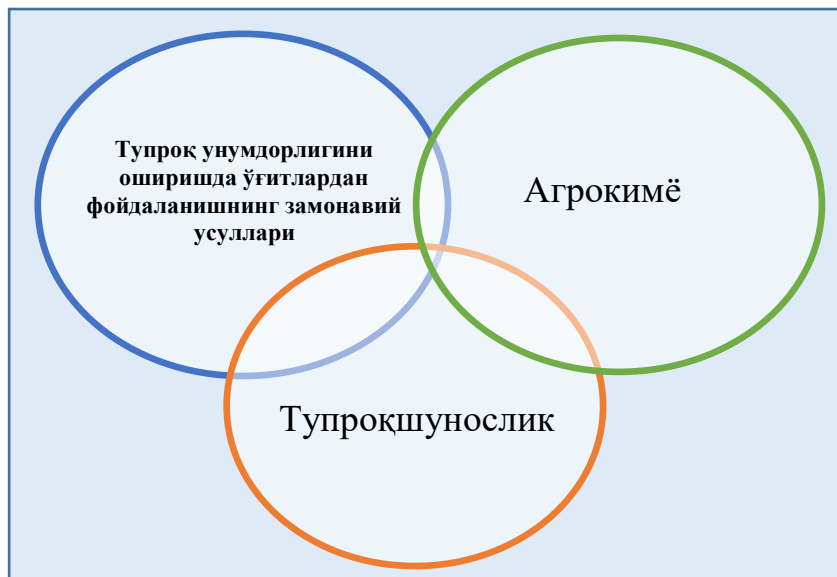 Тупроқ унумдорлигини
оширишда ўғитлардан
фойдаланишнинг замонавий
усуллари
Агрокимё
Тупроқшунослик